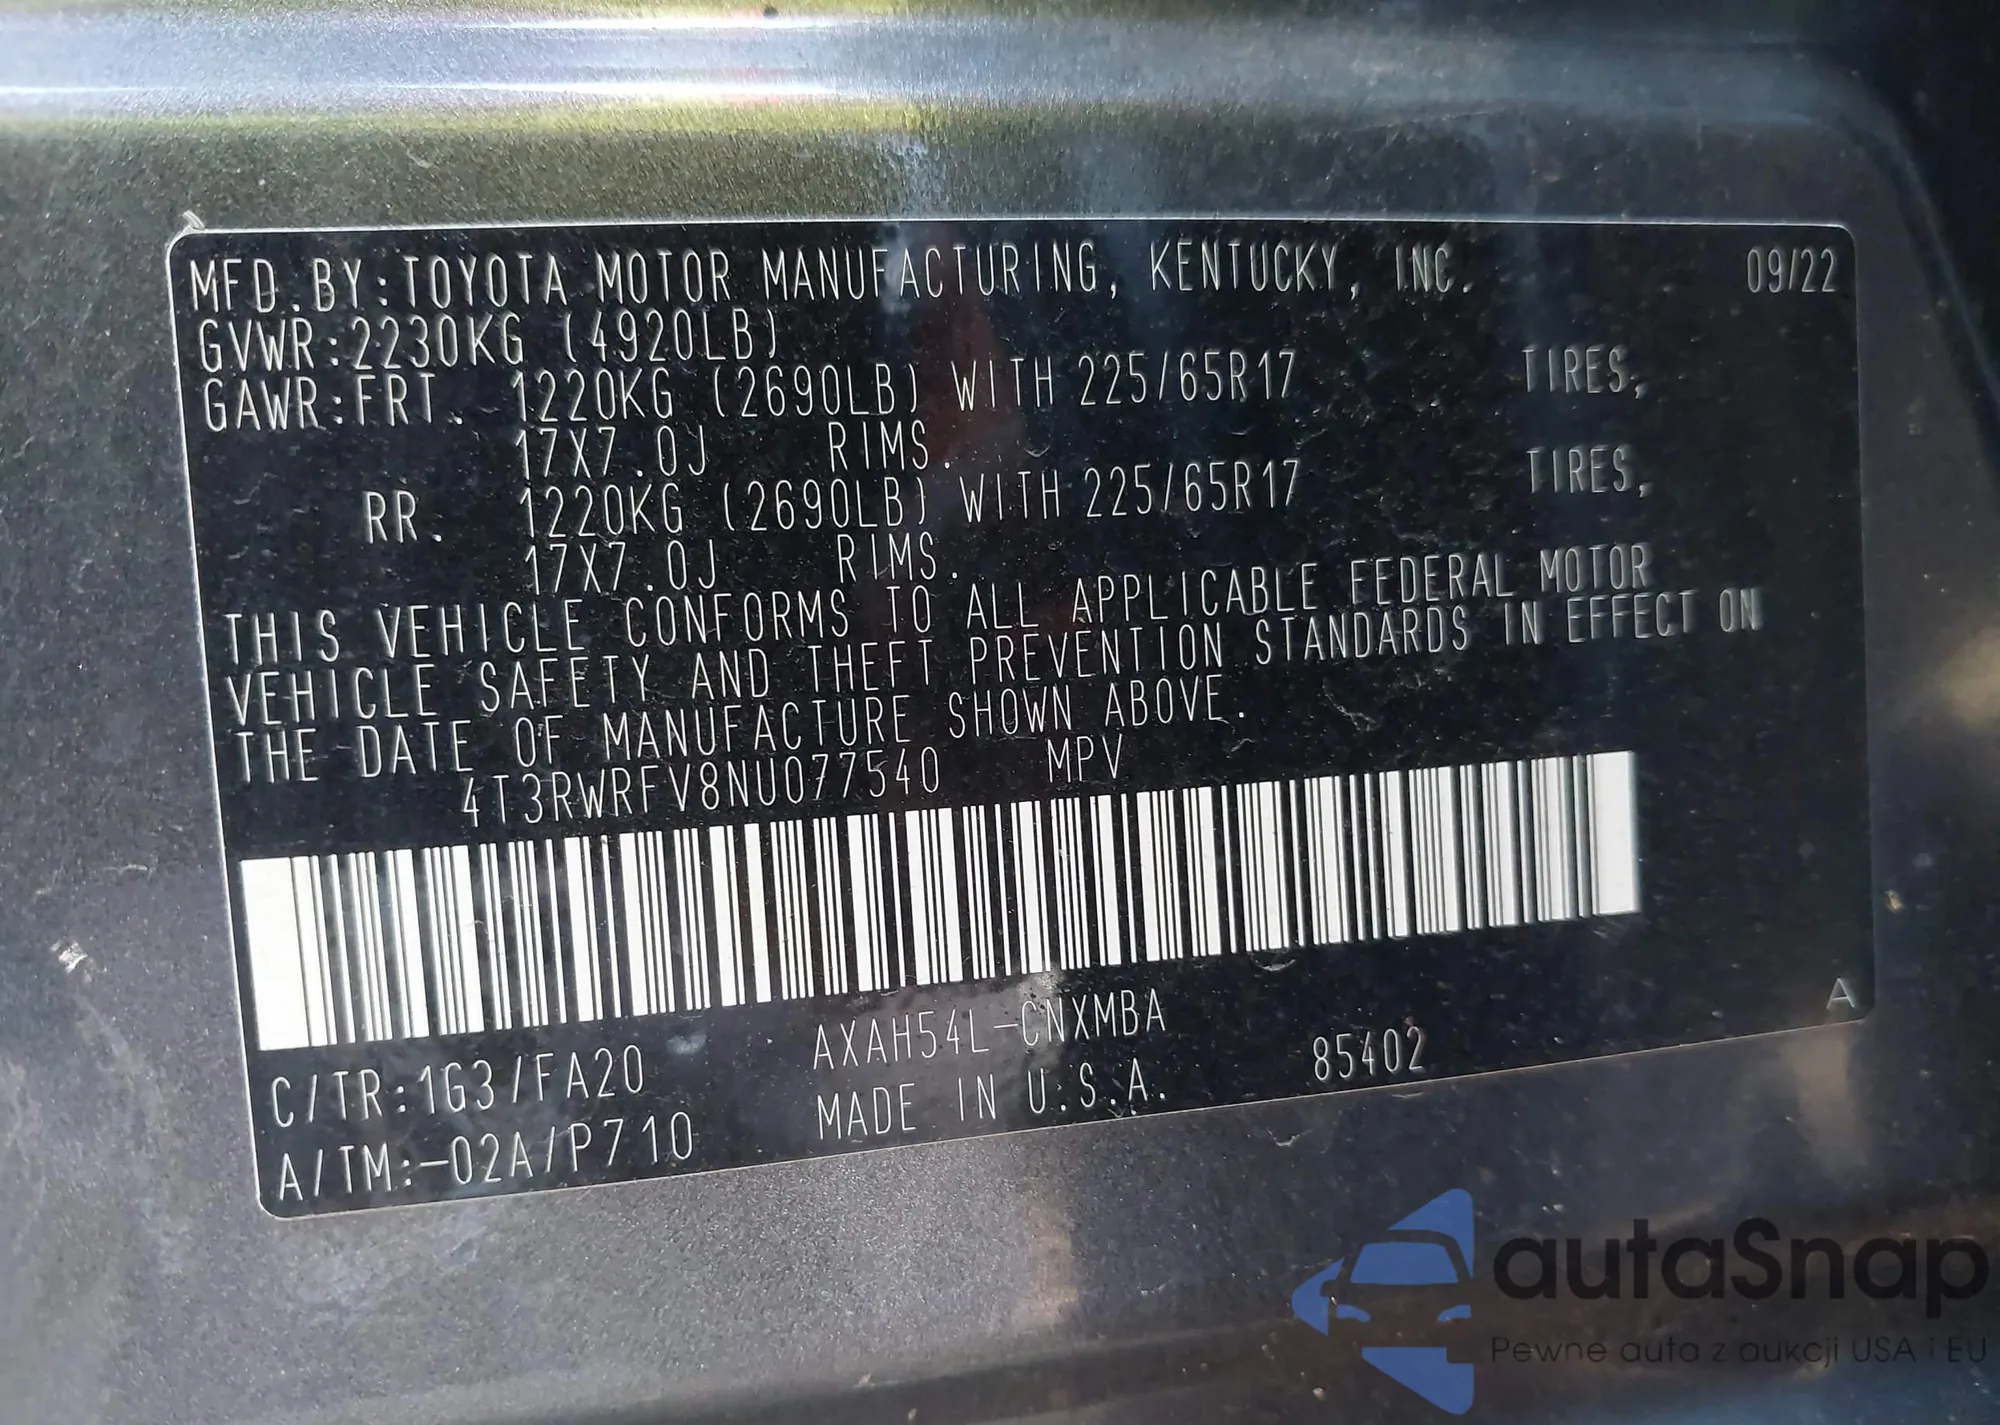 MFD.BY:TOYOTA MOTOR MANUFACTURING, KENTUCKY, INC. 09/22
GVWR:2230KG (4920LB)
GAWR:FRT. 1220KG (2690LB) WITH 225/65R17 TIRES,
17X7.0J RIMS.
RR. 1220KG (2690LB) WITH 225/65R17 TIRES,
17X7.0J RIMS.
THIS VEHICLE CONFORMS TO ALL APPLICABLE FEDERAL MOTOR
VEHICLE SAFETY AND THEFT PREVENTION STANDARDS IN EFFECT ON
THE DATE OF MANUFACTURE SHOWN ABOVE.
4T3RWRFV8NU077540 MPV
A
C/TR:1G3/FA20 AXAH54L-CNXMBA
A/TM:-02A/P710 MADE IN U.S.A. 85402
autaSnap
Pewne auta z aukcji USA i EU